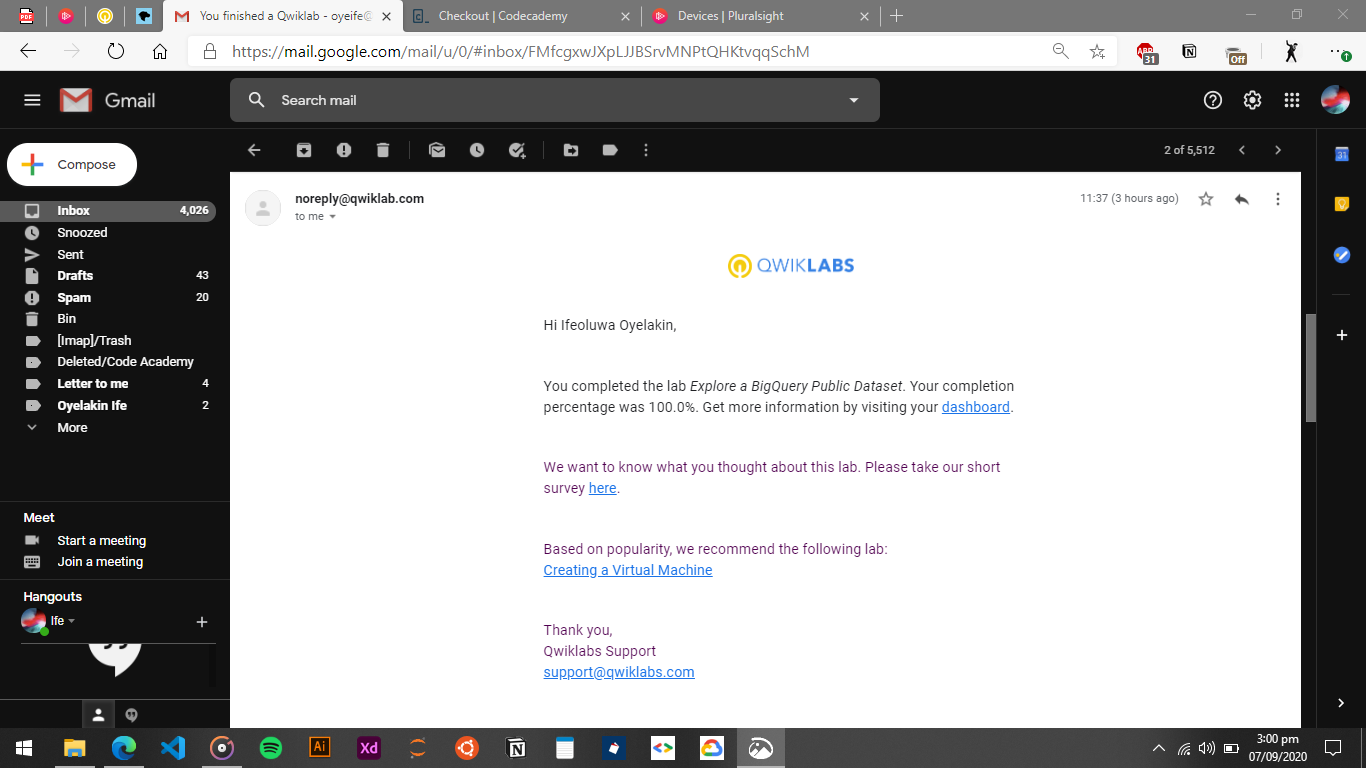 You finished a Qwiklab - oyeife@
Checkout | Codecademy
Devices | Pluralsight
https://mail.google.com/mail/u/0/#inbox/FMfcgxwJXpLJJBSrvMNPtQHKtvqqSchM
ABP
31
Off
Gmail
Search mail
Compose
2 of 5,512
31
Inbox 4,026
Snoozed
Sent
Drafts 43
Spam 20
Bin
[Imap]/Trash
Deleted/Code Academy
Letter to me 4
Oyelakin Ife 2
More
Meet
Start a meeting
Join a meeting
Hangouts
Ife
noreply@qwiklab.com
to me
11:37 (3 hours ago)
QWIKLABS
Hi Ifeoluwa Oyelakin,
You completed the lab Explore a BigQuery Public Dataset. Your completion
percentage was 100.0%. Get more information by visiting your dashboard.
We want to know what you thought about this lab. Please take our short
survey here.
Based on popularity, we recommend the following lab:
Creating a Virtual Machine
Thank you,
Qwiklabs Support
support@qwiklabs.com
Ai
Xd
3:00 pm
07/09/2020